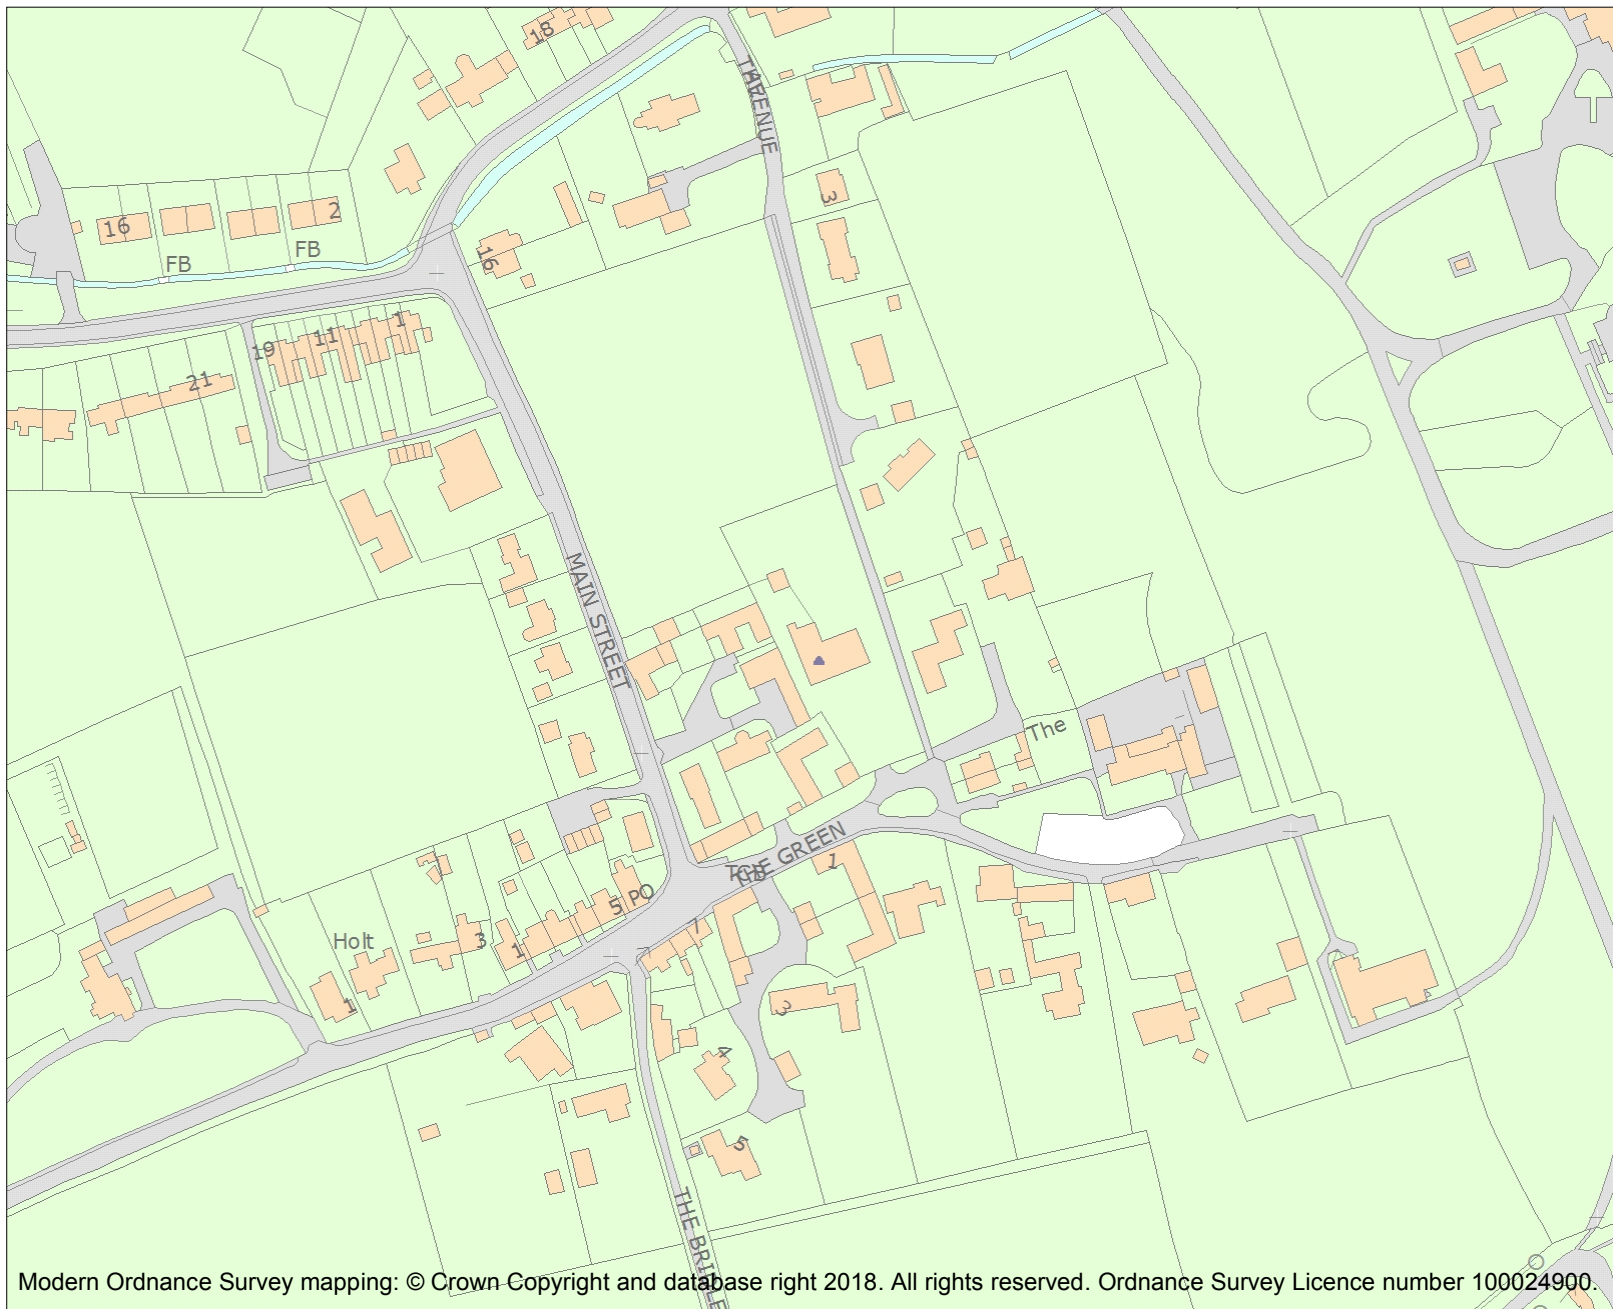 18
THE
AVENUE
3
16
2
FB
FB
16
19
11
1
21
MAIN STREET
The
THE GREEN
TCB
1
5 PO
7
3
1
Holt
1
3
4
5
THE BRIDLE
Modern Ordnance Survey mapping: © Crown Copyright and database right 2018. All rights reserved. Ordnance Survey Licence number 100024900.